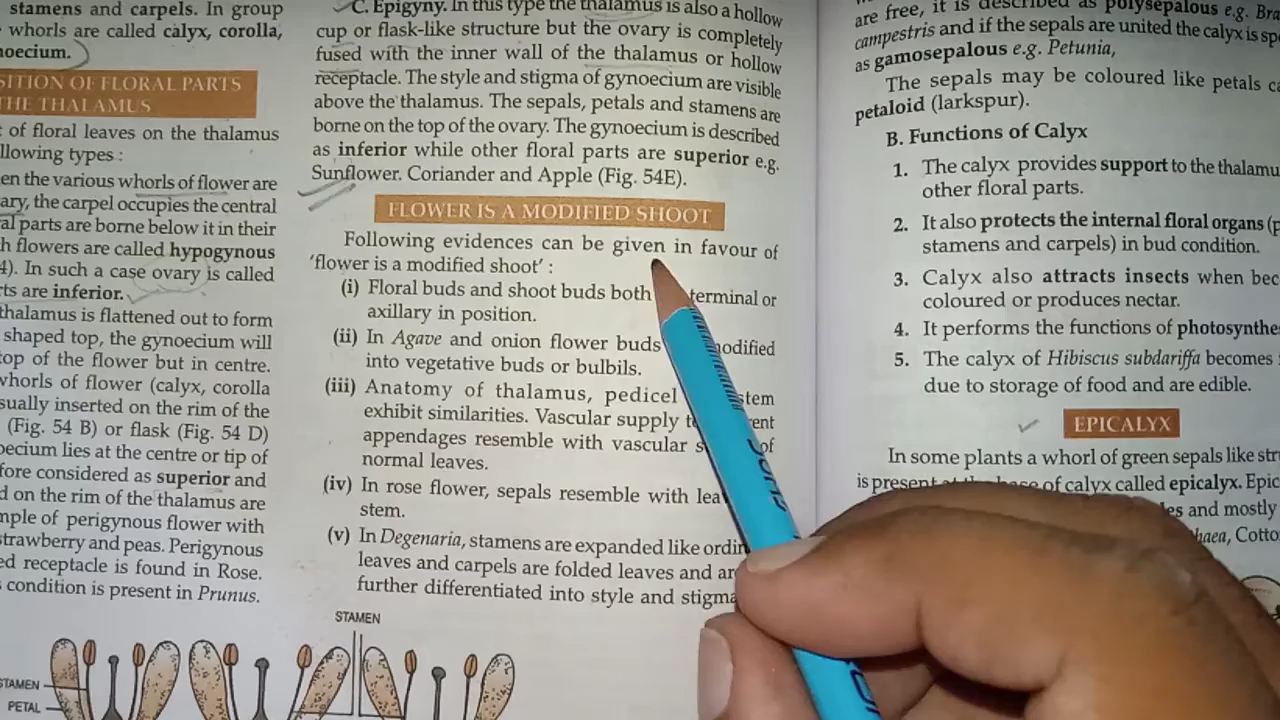 stamens and carpels. In group
whorls are called calyx, corolla,
noecium.
SITION OF FLORAL PARTS
THE THALAMUS
of floral leaves on the thalamus
llowing types :
en the various whorls of flower are
ary, the carpel occupies the central
al parts are borne below it in their
h flowers are called hypogynous
4). In such a case ovary is called
rts are inferior.
thalamus is flattened out to form
shaped top, the gynoecium will
top of the flower but in centre.
whorls of flower (calyx, corolla
sually inserted on the rim of the
(Fig. 54 B) or flask (Fig. 54 D)
oecium lies at the centre or tip of
fore considered as superior and
d on the rim of the thalamus are
mple of perigynous flower with
strawberry and peas. Perigynous
ed receptacle is found in Rose.
condition is present in Prunus.
C. Epigyny. In this type the thalamus is also a hollow
cup or flask-like structure but the ovary is completely
fused with the inner wall of the thalamus or hollow
receptacle. The style and stigma of gynoecium are visible
above the thalamus. The sepals, petals and stamens are
borne on the top of the ovary. The gynoecium is described
as inferior while other floral parts are superior e.g.
Sunflower. Coriander and Apple (Fig. 54E).
FLOWER IS A MODIFIED SHOOT
Following evidences can be given in favour of
'flower is a modified shoot' :
(i) Floral buds and shoot buds both terminal or
axillary in position.
(ii) In Agave and onion flower buds modified
into vegetative buds or bulbils.
(iii) Anatomy of thalamus, pedicel stem
exhibit similarities. Vascular supply t ent
appendages resemble with vascular s of
normal leaves.
(iv) In rose flower, sepals resemble with lea
stem.
(v) In Degenaria, stamens are expanded like ordin
leaves and carpels are folded leaves and ar
further differentiated into style and stigma
STAMEN
STAMEN
PETAL
are free, it is described as polysepalous e.g. Bra
campestris and if the sepals are united the calyx is sp
as gamosepalous e.g. Petunia,
The sepals may be coloured like petals ca
petaloid (larkspur).
B. Functions of Calyx
1. The calyx provides support to the thalamu
other floral parts.
2. It also protects the internal floral organs (p
stamens and carpels) in bud condition.
3. Calyx also attracts insects when bec
coloured or produces nectar.
4. It performs the functions of photosynthe
5. The calyx of Hibiscus subdariffa becomes
due to storage of food and are edible.
EPICALYX
In some plants a whorl of green sepals like str
is present at the base of calyx called epicalyx. Epic
les and mostly
haea, Cotto